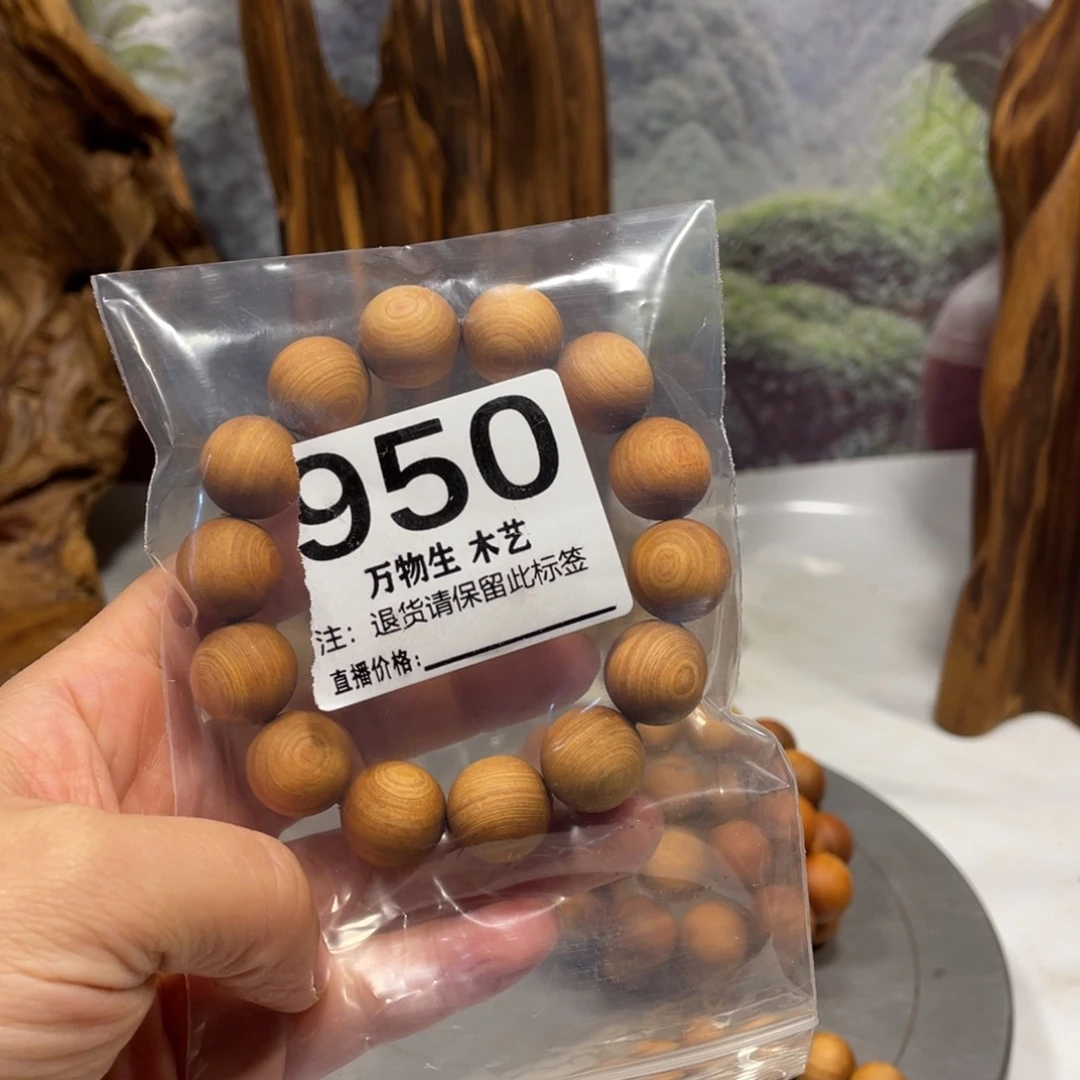 950
万物生 木艺
注：退货请保留此标签
直播价格：